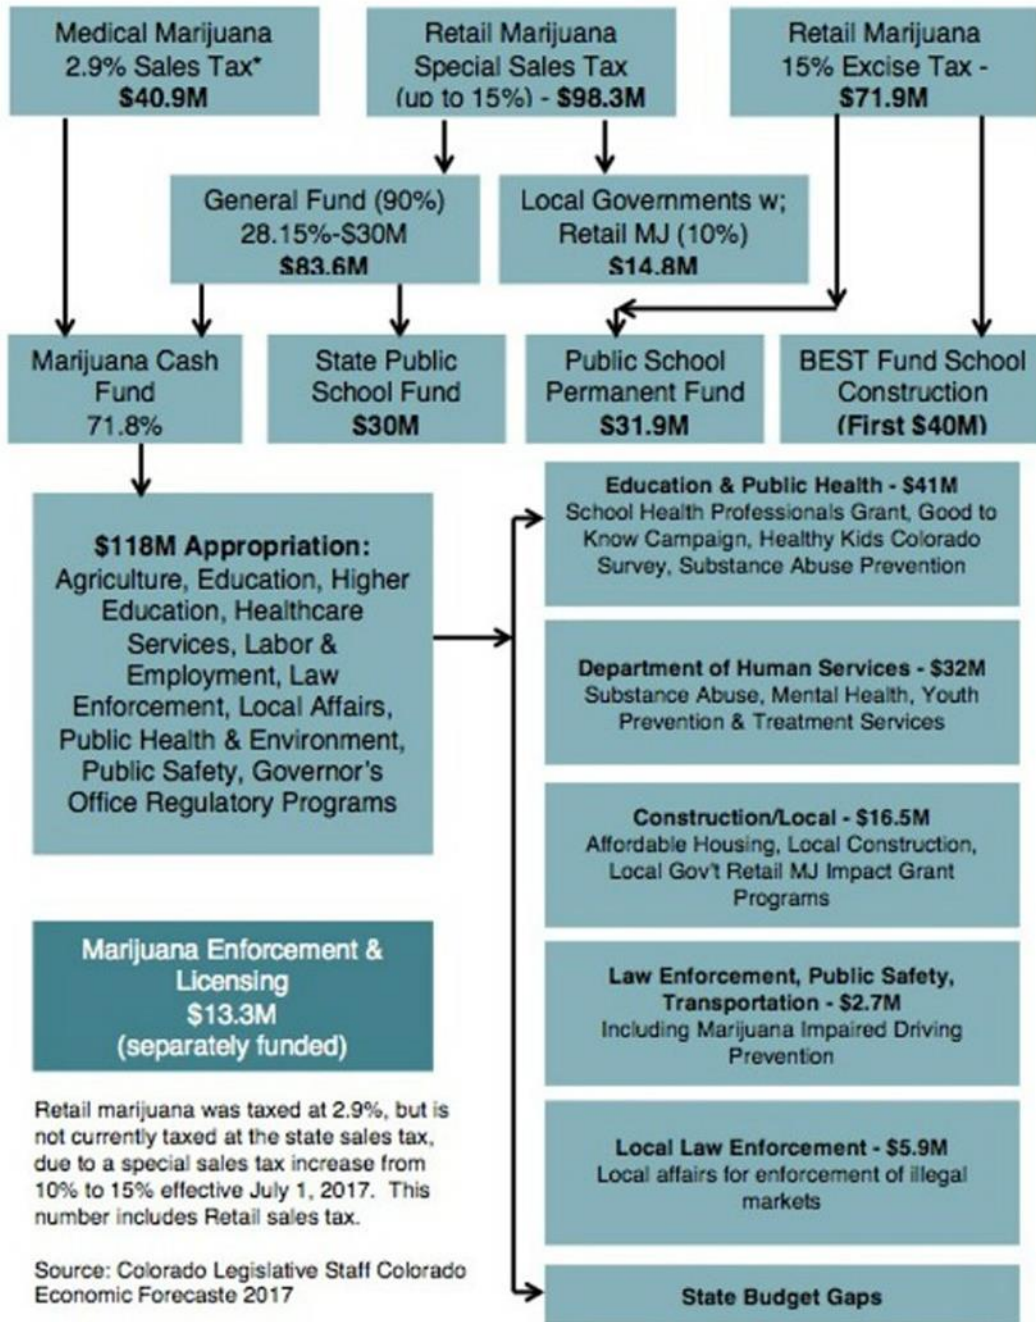 Medical Marijuana
2.9% Sales Tax*
$40.9M
Retail Marijuana
Special Sales Tax
(up to 15%) - $98.3M
Retail Marijuana
15% Excise Tax -
$71.9M
General Fund (90%)
28.15%-$30M
$83.6M
Local Governments w;
Retail MJ (10%)
$14.8M
Marijuana Cash
Fund
71.8%
State Public
School Fund
$30M
Public School
Permanent Fund
$31.9M
BEST Fund School
Construction
(First $40M)
$118M Appropriation:
Agriculture, Education, Higher
Education, Healthcare
Services, Labor &
Employment, Law
Enforcement, Local Affairs,
Public Health & Environment,
Public Safety, Governor's
Office Regulatory Programs
Education & Public Health - $41M
School Health Professionals Grant, Good to
Know Campaign, Healthy Kids Colorado
Survey, Substance Abuse Prevention
Department of Human Services - $32M
Substance Abuse, Mental Health, Youth
Prevention & Treatment Services
Construction/Local - $16.5M
Affordable Housing, Local Construction,
Local Gov't Retail MJ Impact Grant
Programs
Law Enforcement, Public Safety,
Transportation - $2.7M
Including Marijuana Impaired Driving
Prevention
Local Law Enforcement - $5.9M
Local affairs for enforcement of illegal
markets
State Budget Gaps
Marijuana Enforcement &
Licensing
$13.3M
(separately funded)
Retail marijuana was taxed at 2.9%, but is
not currently taxed at the state sales tax,
due to a special sales tax increase from
10% to 15% effective July 1, 2017. This
number includes Retail sales tax.
Source: Colorado Legislative Staff Colorado
Economic Forecaste 2017